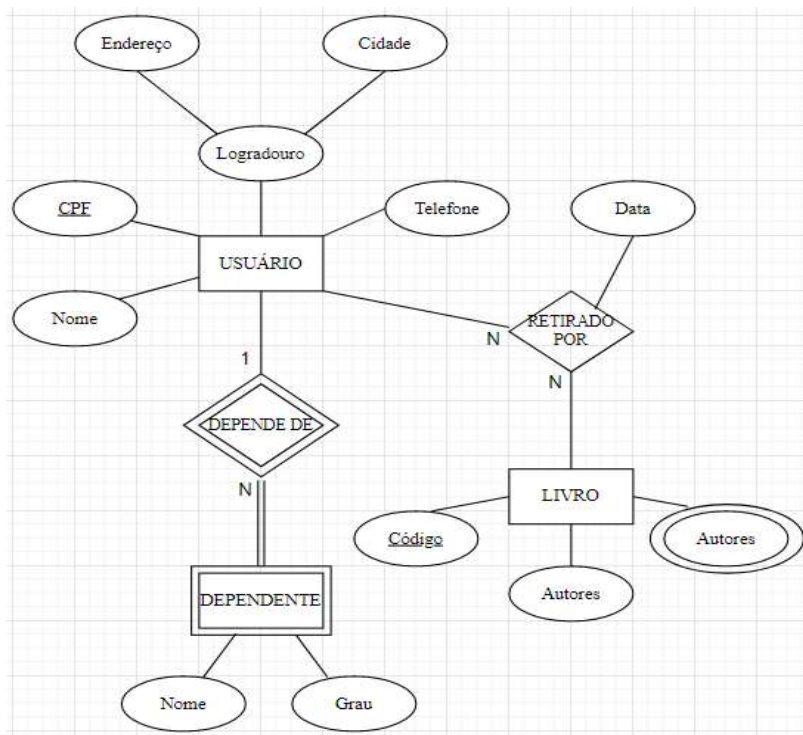 Endereço
Cidade
Logradouro
CPF
Telefone
Data
USUÁRIO
Nome
RETIRADO
POR
N
N
1
DEPENDE DE
N
LIVRO
Código
Autores
Autores
DEPENDENTE
Nome
Grau